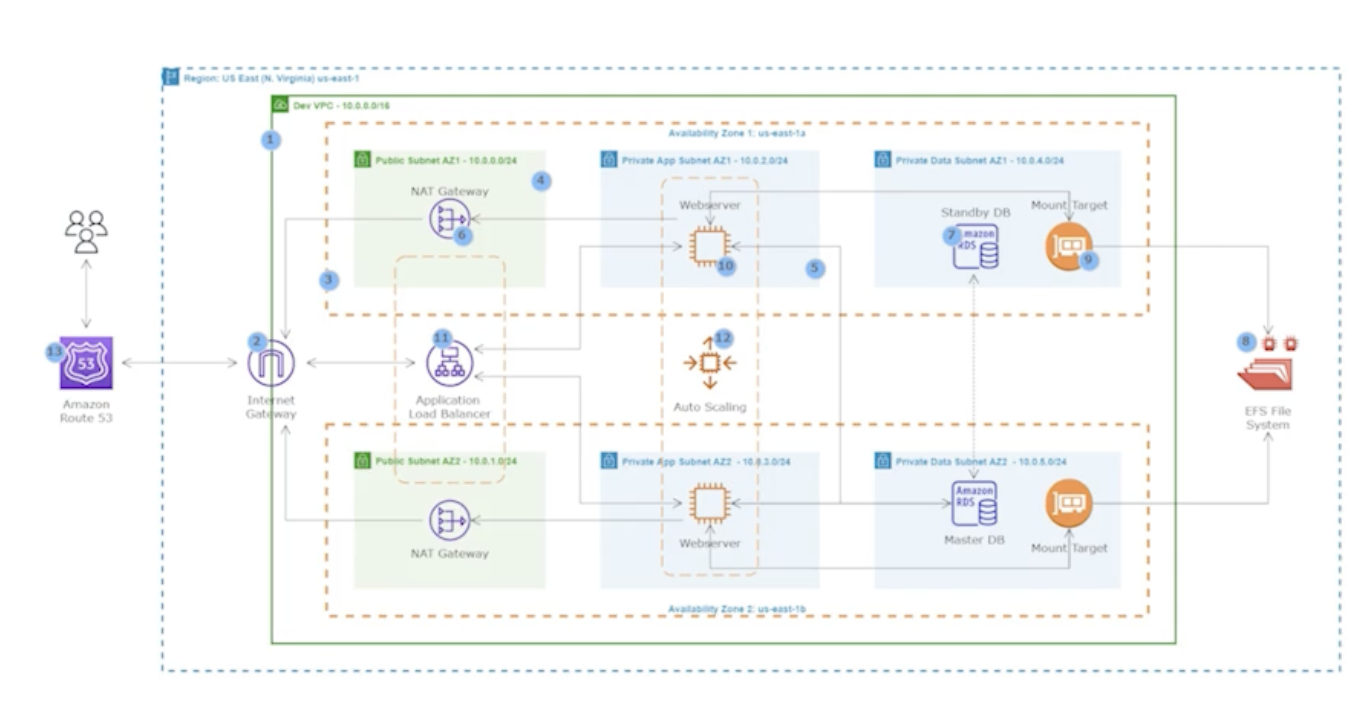 Region: US East (N. Virginia) us-east-1
Dev VPC - 10.0.0.0/16
1
Availability Zone 1: us-east-1a
Public Subnet AZ1 - 10.0.0.0/24
Private App Subnet AZ1 - 10.0.2.0/24
Private Data Subnet AZ1 - 10.0.4.0/24
4
NAT Gateway
Webserver
Mount Target
Standby DB
6
7
Amazon
RDS
9
10
5
3
13
53
Amazon
Route 53
2
Internet
Gateway
11
Application
Load Balancer
12
Auto Scaling
8
EFS File
System
Public Subnet AZ2 - 10.0.1.0/24
Private App Subnet AZ2 - 10.0.3.0/24
Private Data Subnet AZ2 - 10.0.5.0/24
Amazon
RDS
Master DB
NAT Gateway
Webserver
Mount Target
Availability Zone 2: us-east-1b